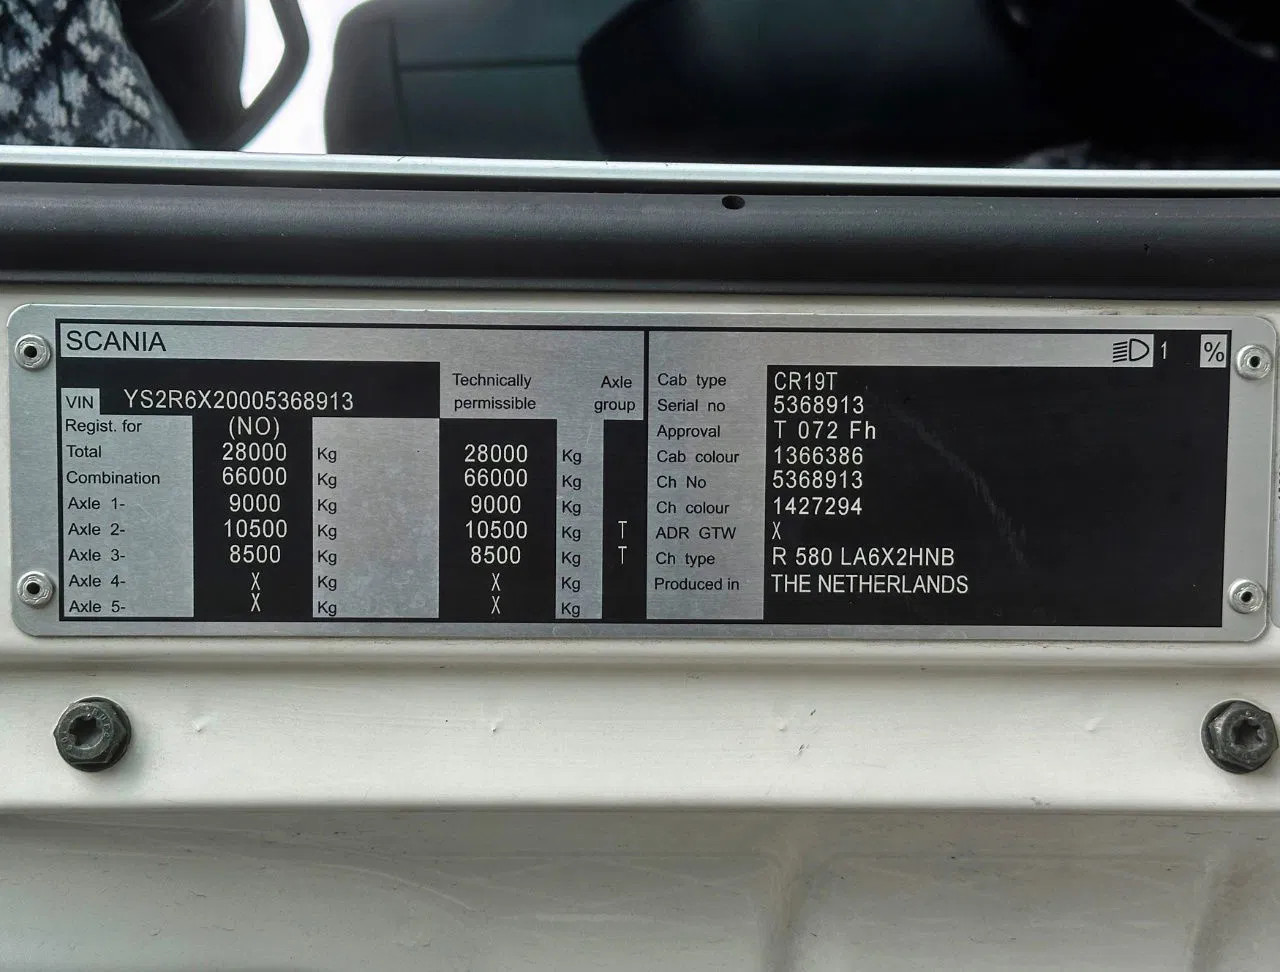 SCANIA
1 %
VIN YS2R6X20005368913
Technically permissible
Axle group
Regist. for (NO)
Total 28000 Kg 28000 Kg
Combination 66000 Kg 66000 Kg
Axle 1- 9000 Kg 9000 Kg
Axle 2- 10500 Kg 10500 Kg T
Axle 3- 8500 Kg 8500 Kg T
Axle 4- X Kg X Kg
Axle 5- X Kg X Kg
Cab type CR19T
Serial no 5368913
Approval T 072 Fh
Cab colour 1366386
Ch No 5368913
Ch colour 1427294
ADR GTW X
Ch type R 580 LA6X2HNB
Produced in THE NETHERLANDS